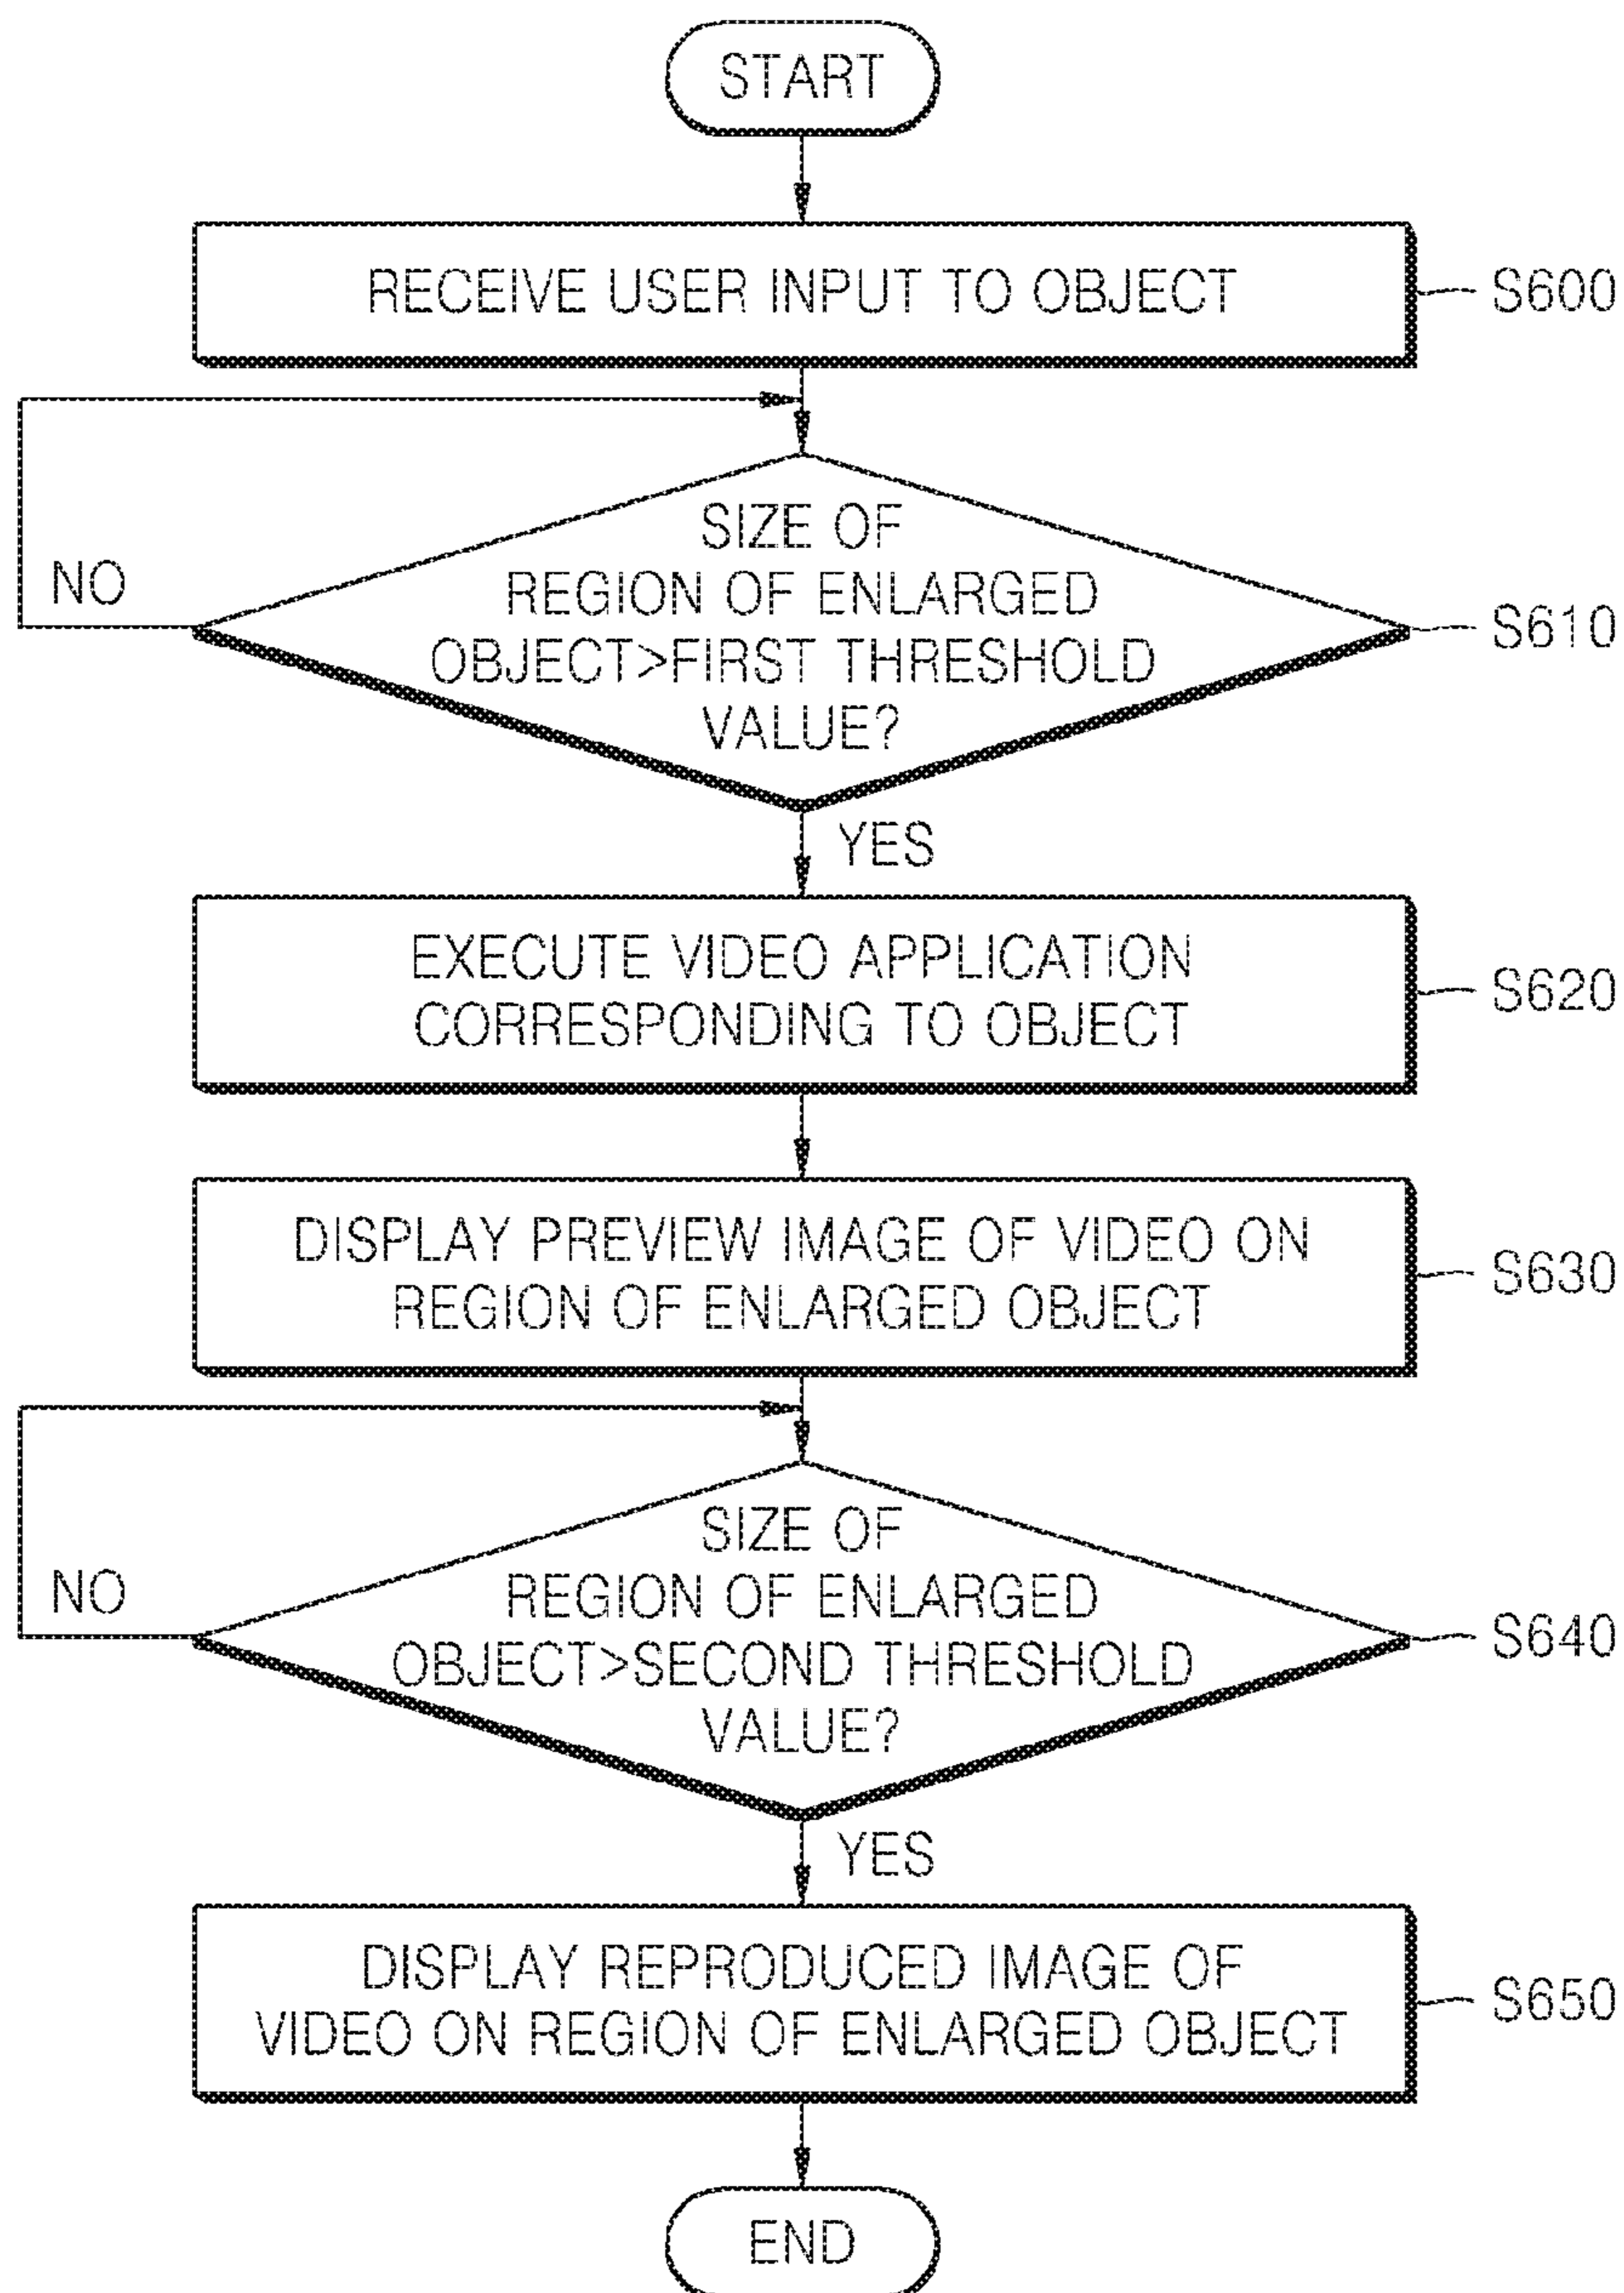 START
RECEIVE USER INPUT TO OBJECT
S600
SIZE OF
REGION OF ENLARGED
OBJECT>FIRST THRESHOLD
VALUE?
NO
S610
YES
EXECUTE VIDEO APPLICATION
CORRESPONDING TO OBJECT
S620
DISPLAY PREVIEW IMAGE OF VIDEO ON
REGION OF ENLARGED OBJECT
S630
SIZE OF
REGION OF ENLARGED
OBJECT>SECOND THRESHOLD
VALUE?
NO
S640
YES
DISPLAY REPRODUCED IMAGE OF
VIDEO ON REGION OF ENLARGED OBJECT
S650
END